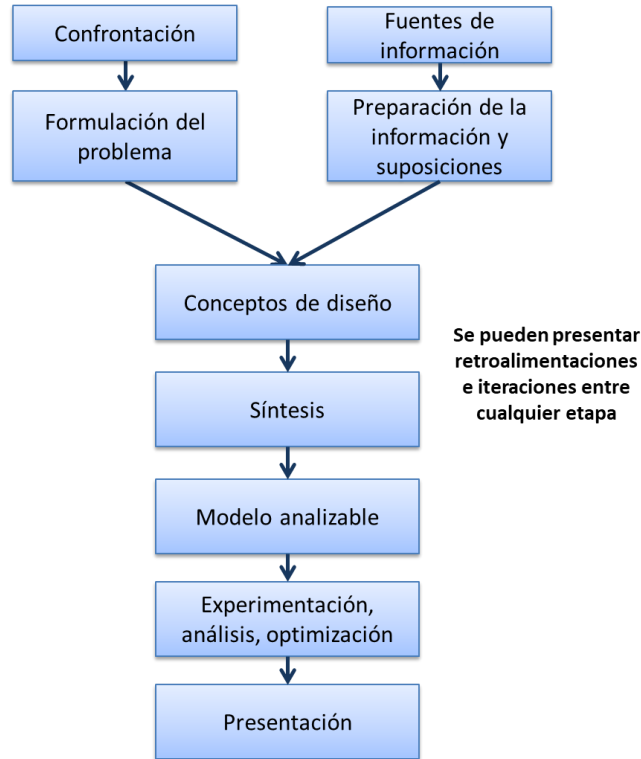 Confrontación
Fuentes de
información
Formulación del
problema
Preparación de la
información y
suposiciones
Conceptos de diseño
Se pueden presentar
retroalimentaciones
e iteraciones entre
cualquier etapa
Síntesis
Modelo analizable
Experimentación,
análisis, optimización
Presentación